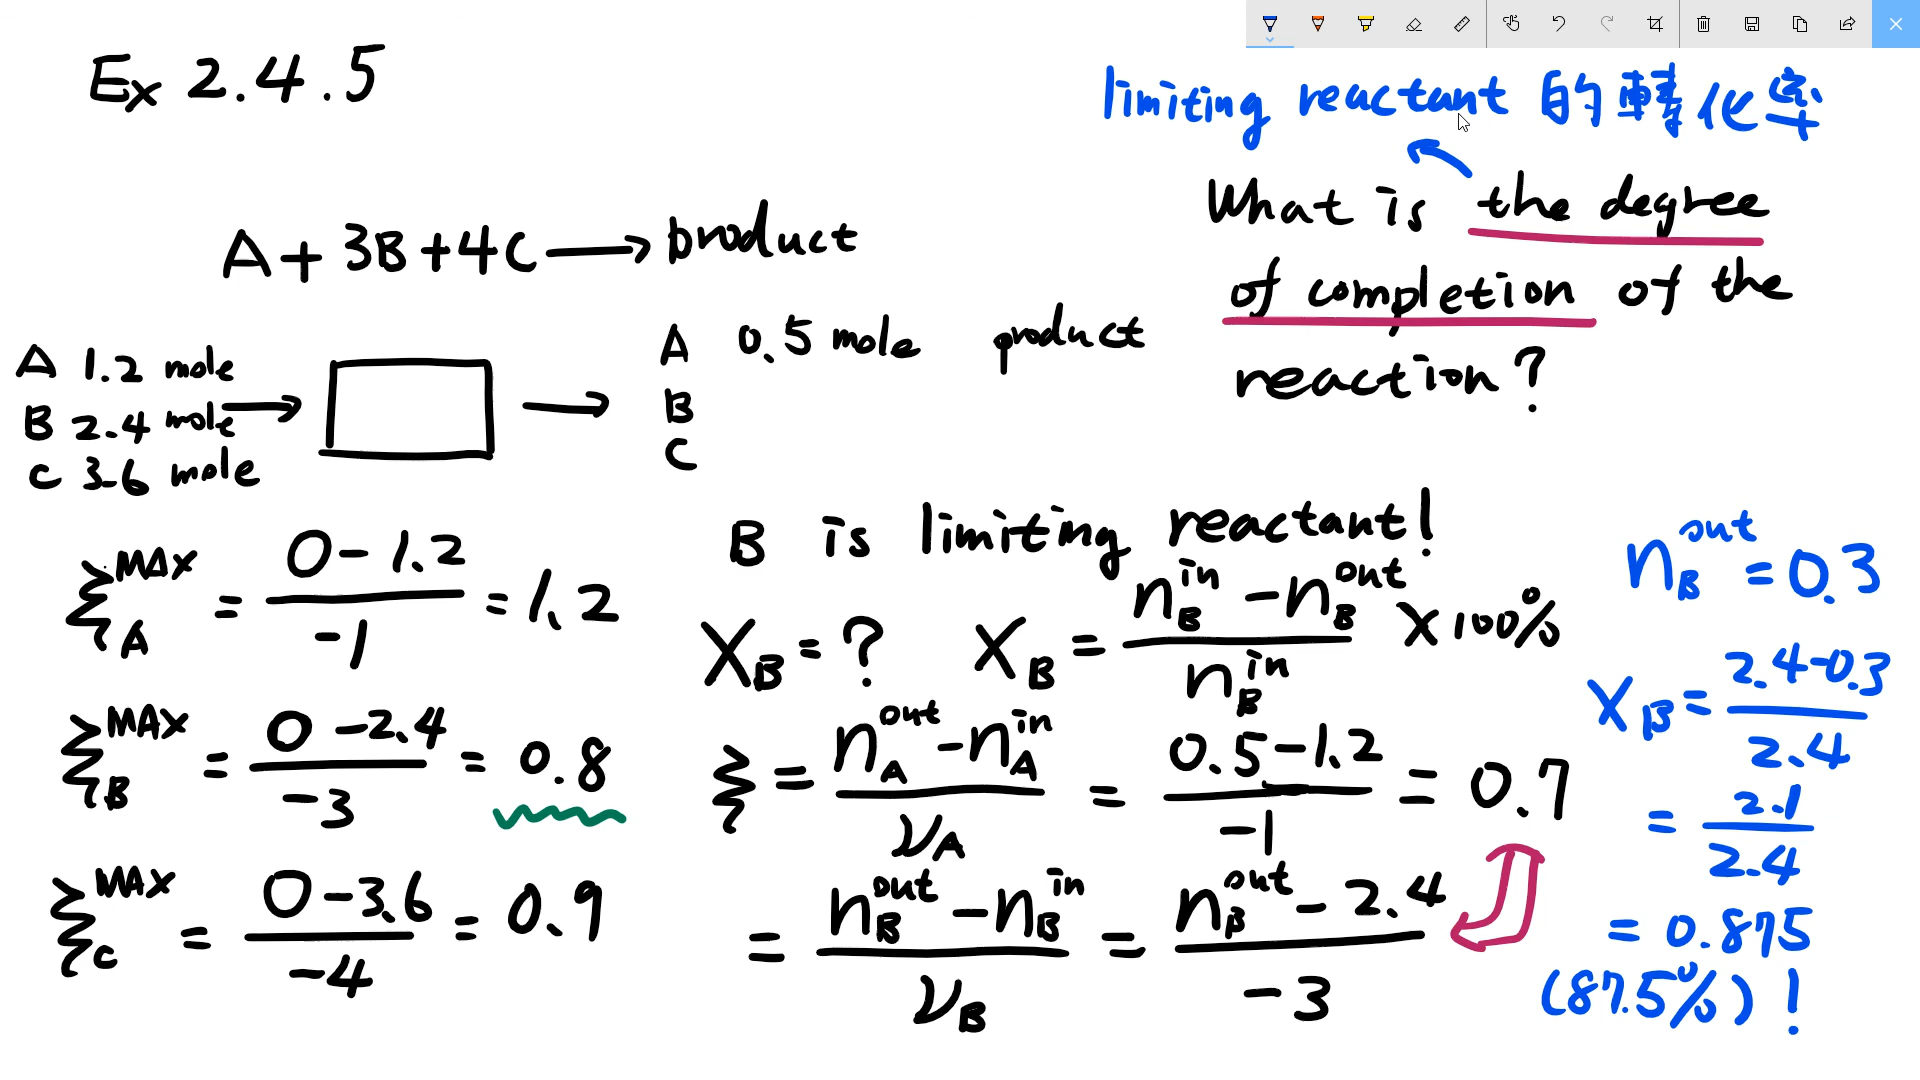 Ex 2.4.5
limiting reactant 的轉化率
What is the degree
of completion of the
reaction?
A + 3B + 4C ⟶ product
A 1.2 mole
B 2.4 mole
C 3.6 mole
A 0.5 mole product
B
C
ξ_A^MAX = (0 - 1.2)/(-1) = 1.2
ξ_B^MAX = (0 - 2.4)/(-3) = 0.8
ξ_C^MAX = (0 - 3.6)/(-4) = 0.9
B is limiting reactant!
X_B = ? X_B = (n_B^in - n_B^out)/(n_B^in) × 100%
ξ = (n_A^out - n_A^in)/(ν_A) = (0.5 - 1.2)/(-1) = 0.7
= (n_B^out - n_B^in)/(ν_B) = (n_B^out - 2.4)/(-3)
n_B^out = 0.3
X_B = (2.4-0.3)/(2.4)
= 2.1/2.4
= 0.875
(87.5%)!